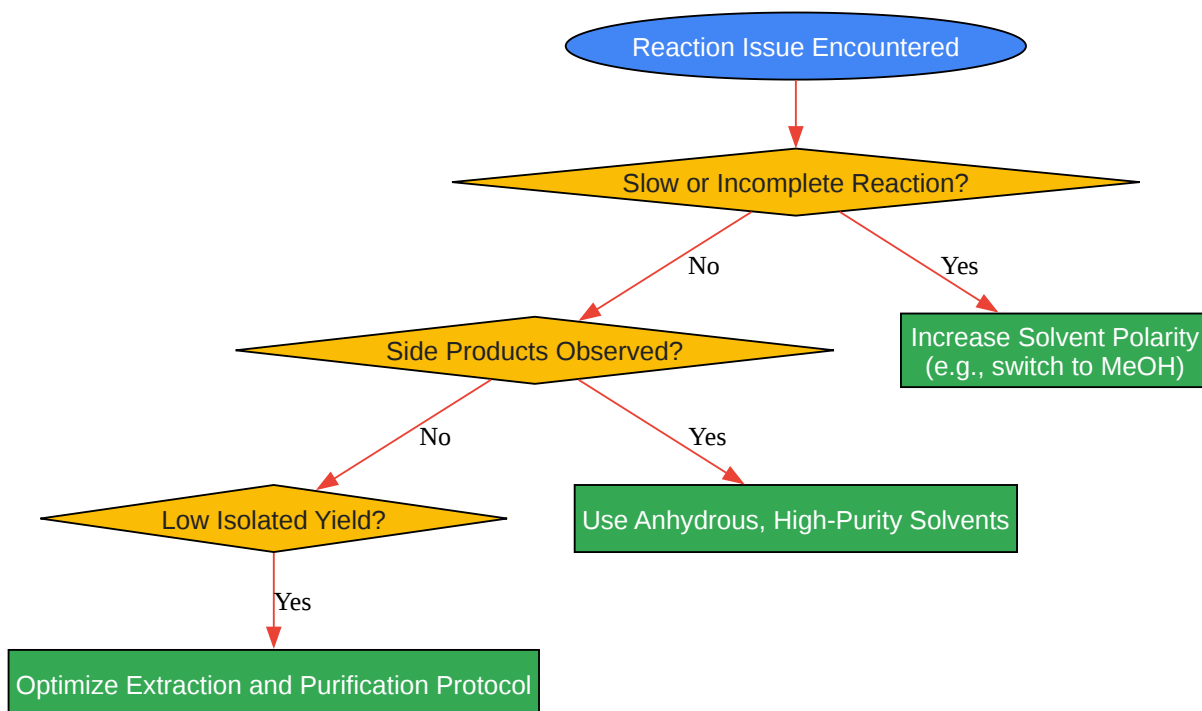 Reaction Issue Encountered
Slow or Incomplete Reaction?
No
Yes
Increase Solvent Polarity
(e.g., switch to MeOH)
Side Products Observed?
No
Yes
Low Isolated Yield?
Use Anhydrous, High-Purity Solvents
Yes
Optimize Extraction and Purification Protocol